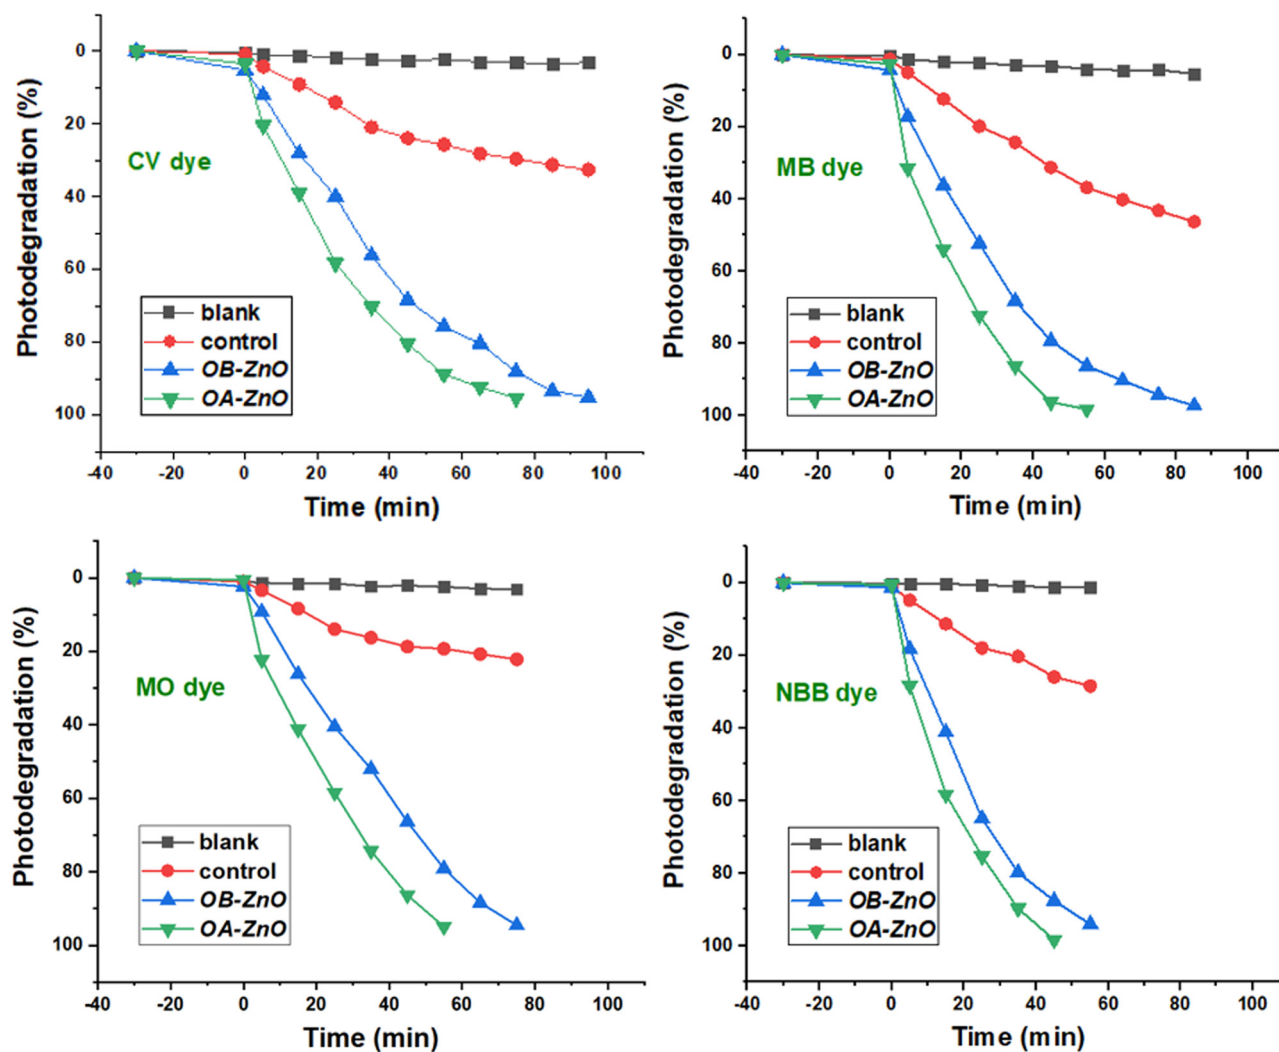 Photodegradation (%)
0
20
40
60
80
100
CV dye
blank
control
OB-ZnO
OA-ZnO
-40 -20 0 20 40 60 80 100
Time (min)
Photodegradation (%)
0
20
40
60
80
100
MB dye
blank
control
OB-ZnO
OA-ZnO
-40 -20 0 20 40 60 80 100
Time (min)
Photodegradation (%)
0
20
40
60
80
100
MO dye
blank
control
OB-ZnO
OA-ZnO
-40 -20 0 20 40 60 80 100
Time (min)
Photodegradation (%)
0
20
40
60
80
100
NBB dye
blank
control
OB-ZnO
OA-ZnO
-40 -20 0 20 40 60 80 100
Time (min)